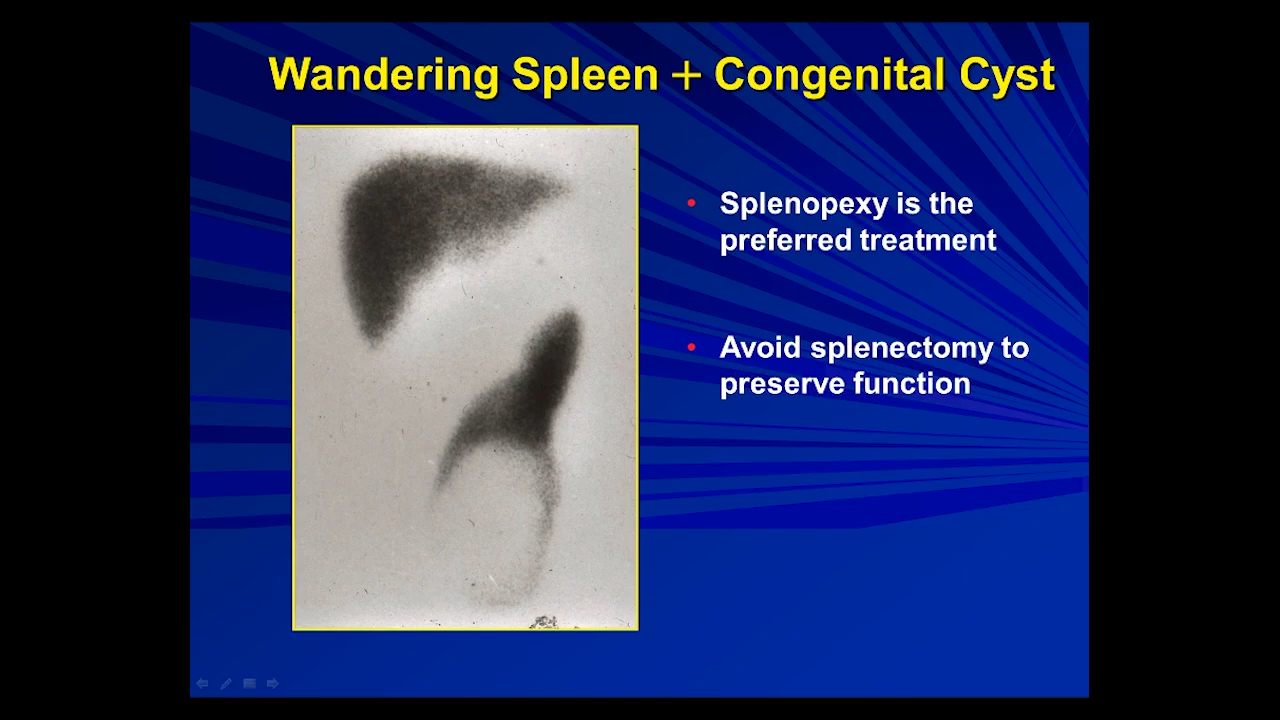 Wandering Spleen + Congenital Cyst
• Splenopexy is the
preferred treatment
• Avoid splenectomy to
preserve function